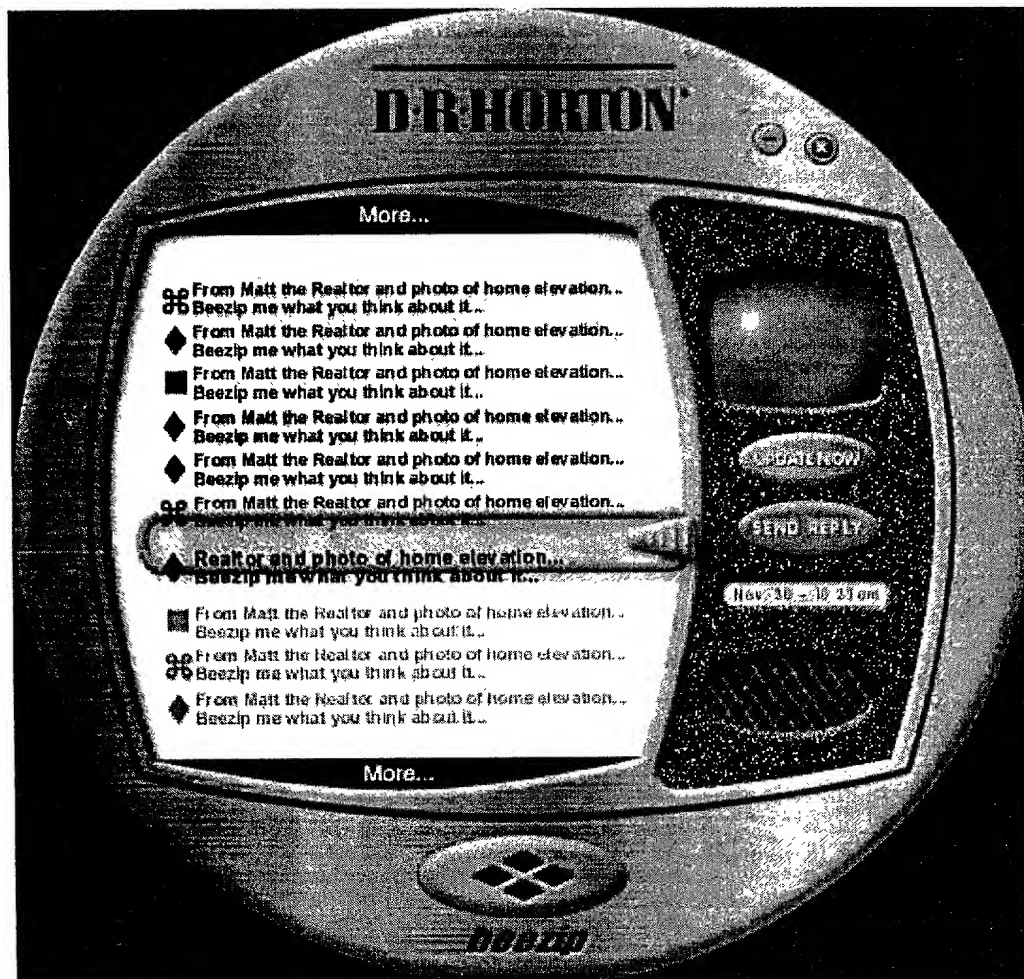 D·R·HORTON
More...
⌘ From Matt the Realtor and photo of home elevation...
Beezip me what you think about it...
From Matt the Realtor and photo of home elevation...
Beezip me what you think about it...
From Matt the Realtor and photo of home elevation...
Beezip me what you think about it...
From Matt the Realtor and photo of home elevation...
Beezip me what you think about it...
From Matt the Realtor and photo of home elevation...
Beezip me what you think about it...
⌘ From Matt the Realtor and photo of home elevation...
Beezip me what you think about it...
Realtor and photo of home elevation...
Beezip me what you think about it...
From Matt the Realtor and photo of home elevation...
Beezip me what you think about it...
⌘ From Matt the Realtor and photo of home elevation...
Beezip me what you think about it...
From Matt the Realtor and photo of home elevation...
Beezip me what you think about it...
More...
UPDATE NOW
SEND REPLY
Nov.
beezip